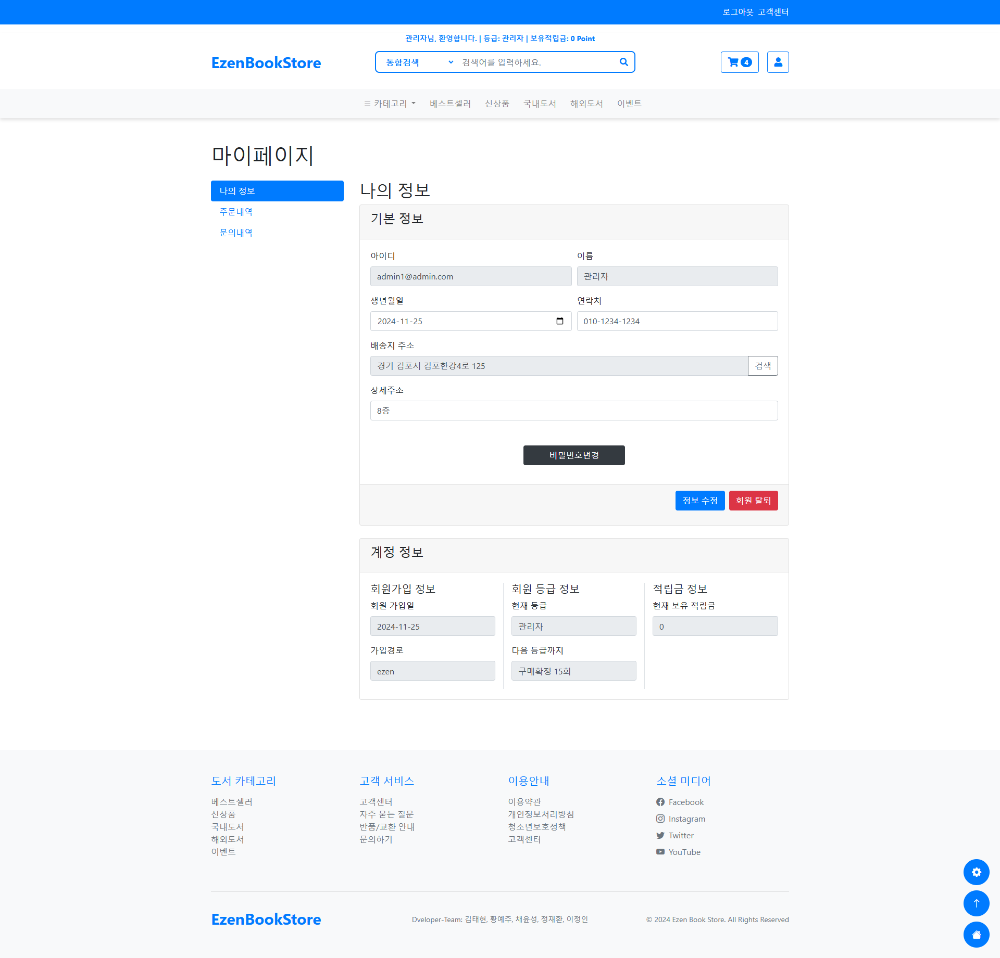 로그아웃 고객센터
관리자님, 환영합니다. | 등급: 관리자 | 보유적립금: 0 Point
EzenBookStore 통합검색 검색어를 입력하세요. 4
카테고리 베스트셀러 신상품 국내도서 해외도서 이벤트
마이페이지
나의 정보
주문내역
문의내역
나의 정보
기본 정보
아이디 이름
admin1@admin.com 관리자
생년월일 연락처
2024-11-25 010-1234-1234
배송지 주소
경기 김포시 김포한강4로 125 검색
상세주소
8층
비밀번호변경
정보 수정 회원 탈퇴
계정 정보
회원가입 정보 회원 등급 정보 적립금 정보
회원 가입일 현재 등급 현재 보유 적립금
2024-11-25 관리자 0
가입경로 다음 등급까지
ezen 구매확정 15회
도서 카테고리
베스트셀러
신상품
국내도서
해외도서
이벤트
고객 서비스
고객센터
자주 묻는 질문
반품/교환 안내
문의하기
이용안내
이용약관
개인정보처리방침
청소년보호정책
고객센터
소셜 미디어
Facebook
Instagram
Twitter
YouTube
EzenBookStore Dveloper-Team: 김태현, 황예주, 채윤성, 정재환, 이정인 © 2024 Ezen Book Store. All Rights Reserved